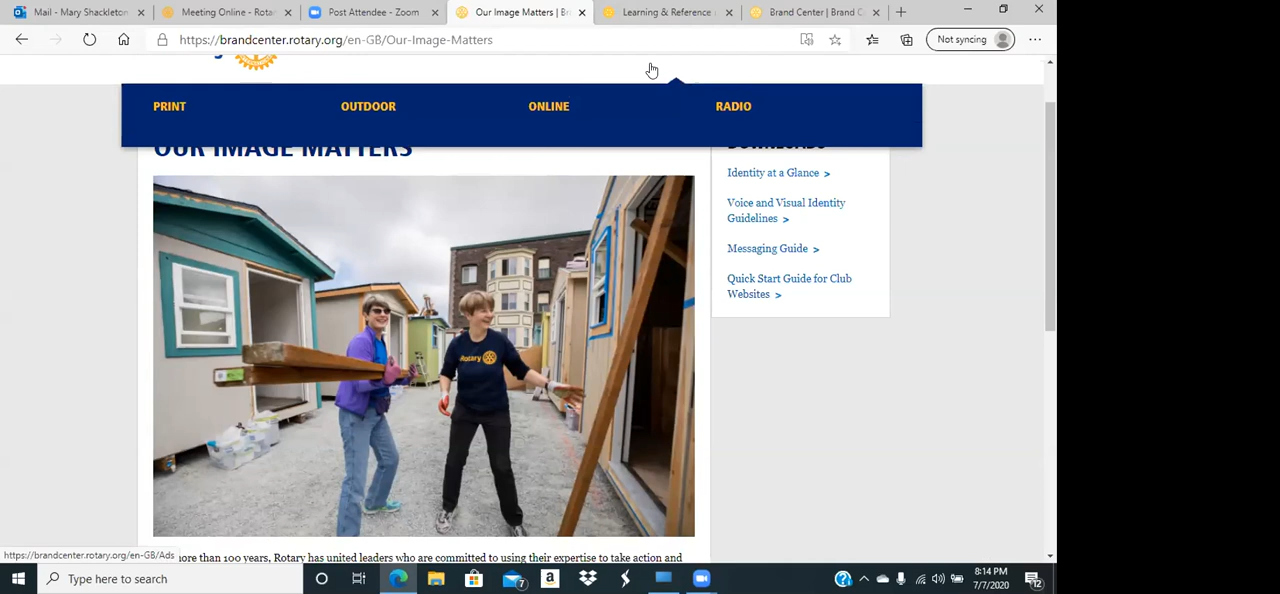 Mail - Mary Shackleton
Meeting Online - Rota
Post Attendee - Zoom
Our Image Matters | Br
Learning & Reference
Brand Center | Brand C
https://brandcenter.rotary.org/en-GB/Our-Image-Matters
Not syncing
PRINT
OUTDOOR
ONLINE
RADIO
OUR IMAGE MATTERS
DOWNLOADS
Identity at a Glance >
Voice and Visual Identity
Guidelines >
Messaging Guide >
Quick Start Guide for Club
Websites >
Rotary
https://brandcenter.rotary.org/en-GB/Ads
more than 100 years, Rotary has united leaders who are committed to using their expertise to take action and
Type here to search
7
a
8:14 PM
7/7/2020
12